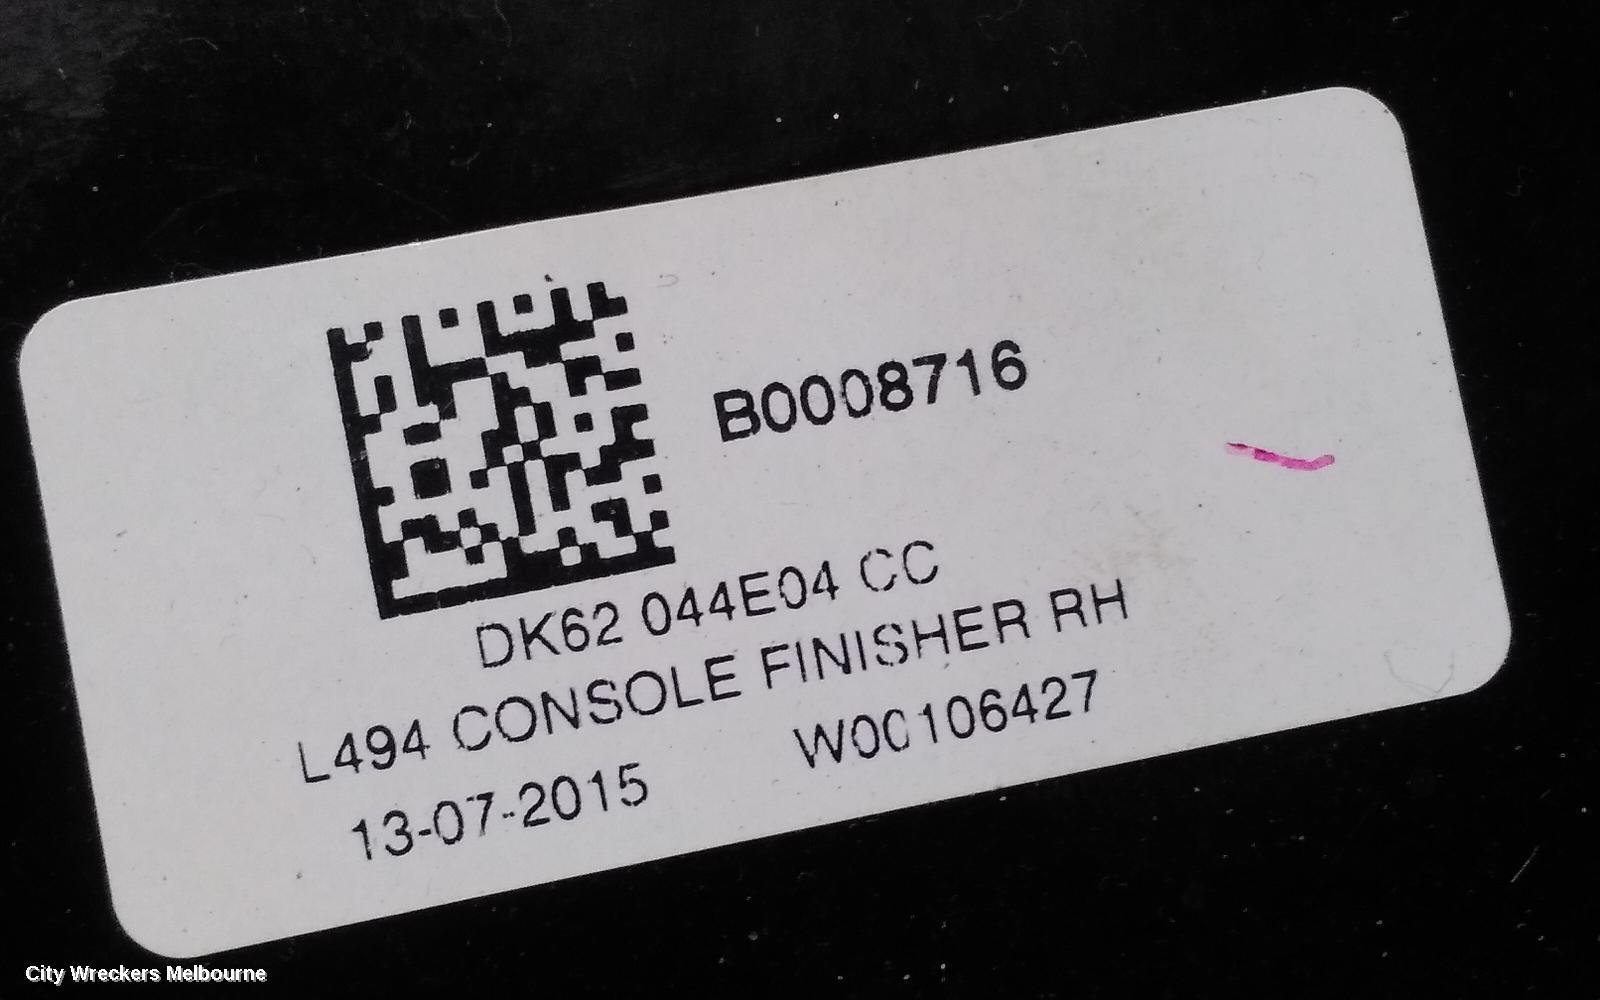 B0008716
DK62 044E04 CC
L494 CONSOLE FINISHER RH
13-07-2015 W00106427
City Wreckers Melbourne